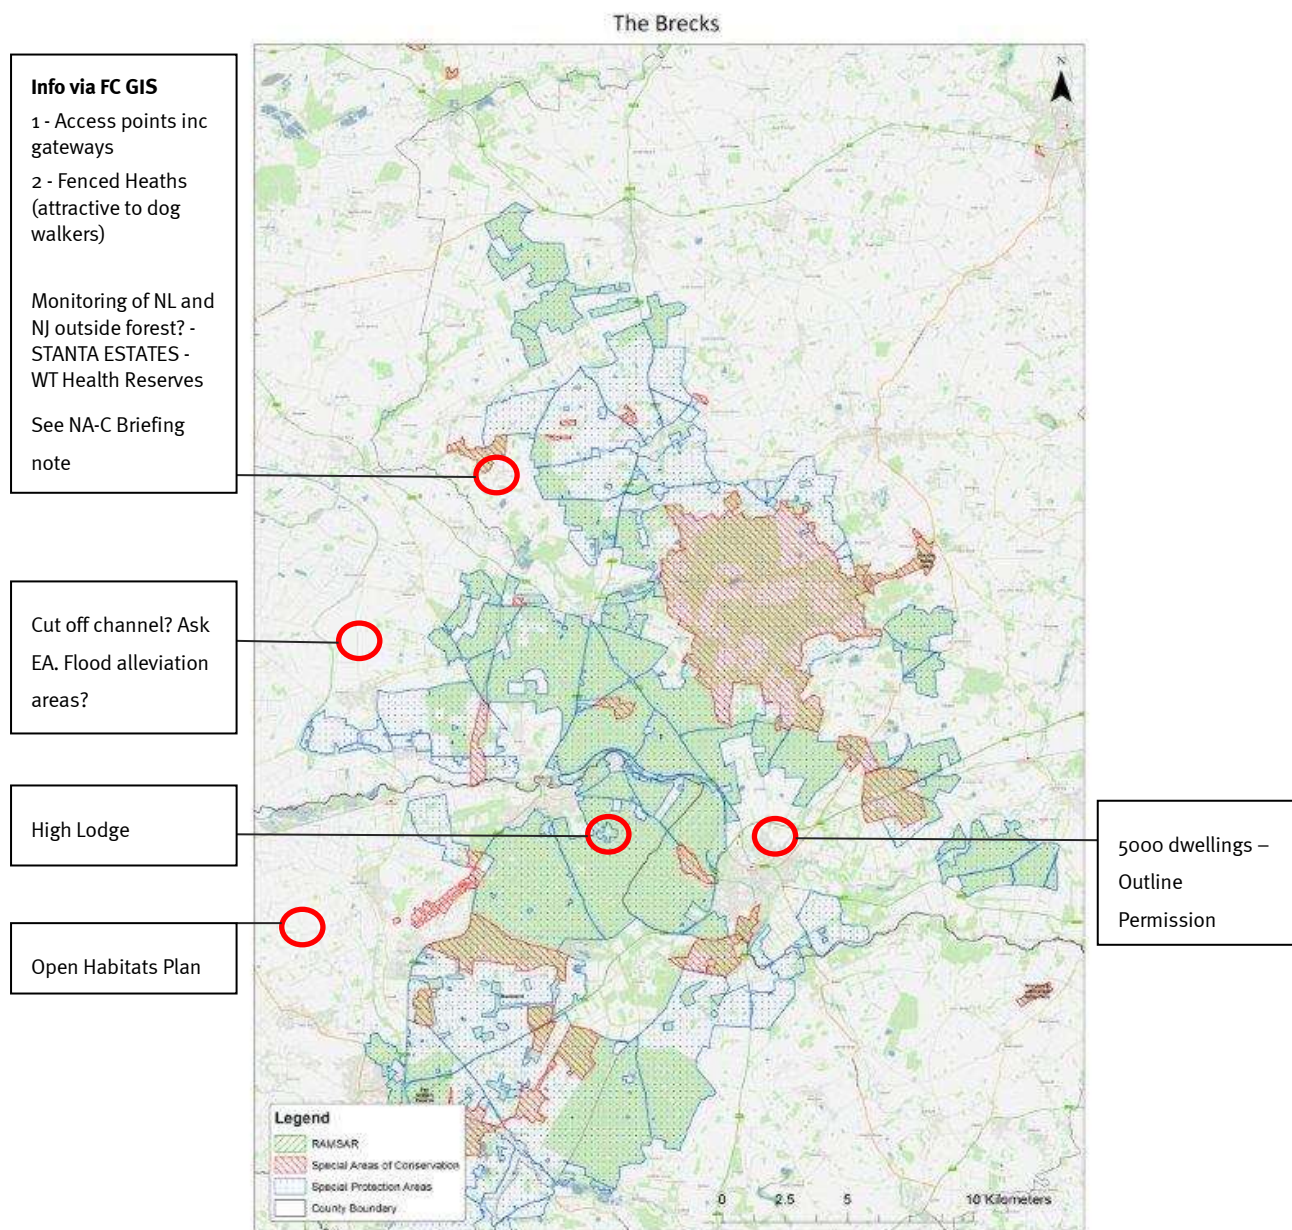 The Brecks
Info via FC GIS
1 - Access points inc
gateways
2 - Fenced Heaths
(attractive to dog
walkers)
Monitoring of NL and
NJ outside forest? -
STANTA ESTATES -
WT Health Reserves
See NA-C Briefing
note
Cut off channel? Ask
EA. Flood alleviation
areas?
High Lodge
Open Habitats Plan
5000 dwellings –
Outline
Permission
N
Legend
RAMSAR
Special Areas of Conservation
Special Protection Areas
County Boundary
0 2.5 5 10 Kilometers